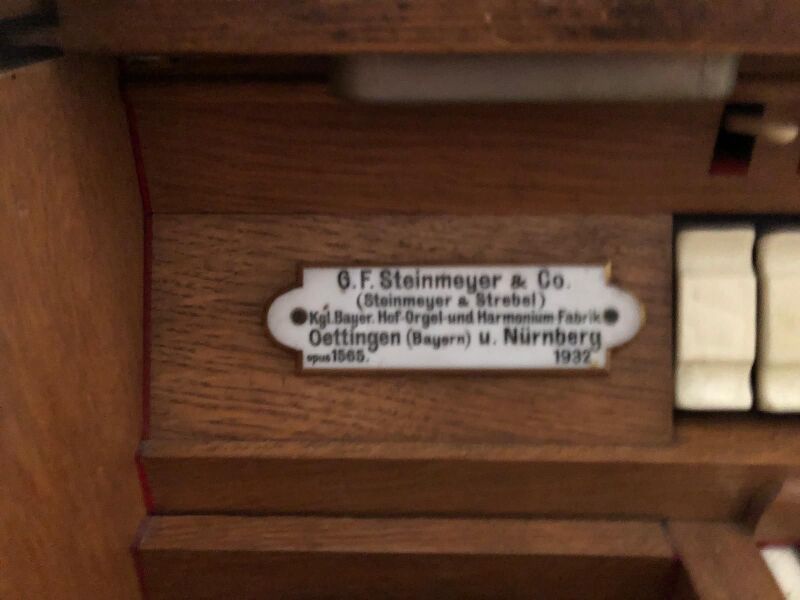 G. F. Steinmeyer & Co.
(Steinmeyer & Strebel)
Kgl. Bayer. Hof-Orgel-und Harmonium-Fabrik
Oettingen (Bayern) u. Nürnberg
opus 1565. 1932